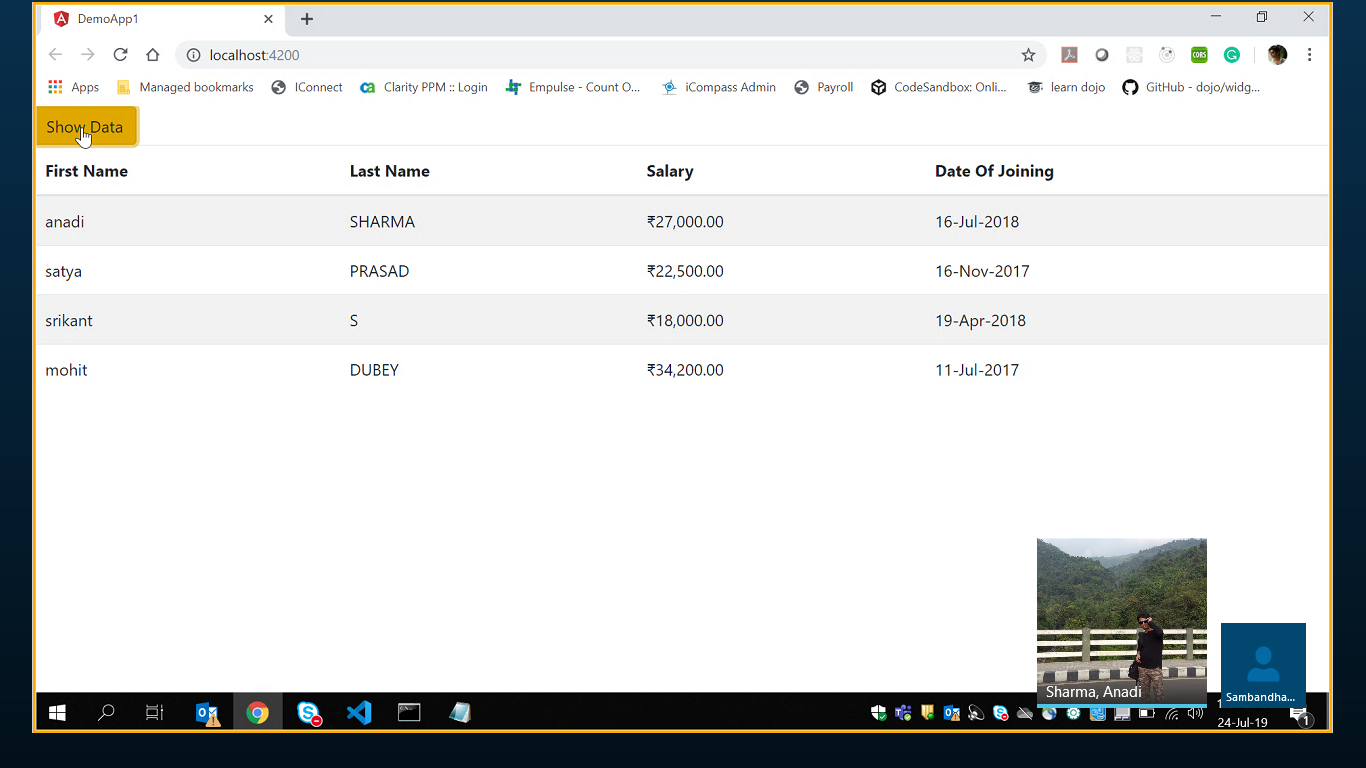 DemoApp1
localhost:4200
Apps Managed bookmarks IConnect Clarity PPM :: Login Empulse - Count O... iCompass Admin Payroll CodeSandbox: Onli... learn dojo GitHub - dojo/widg...
Show Data
First Name Last Name Salary Date Of Joining
anadi SHARMA ₹27,000.00 16-Jul-2018
satya PRASAD ₹22,500.00 16-Nov-2017
srikant S ₹18,000.00 19-Apr-2018
mohit DUBEY ₹34,200.00 11-Jul-2017
Sharma, Anadi
Sambandha...
24-Jul-19
1